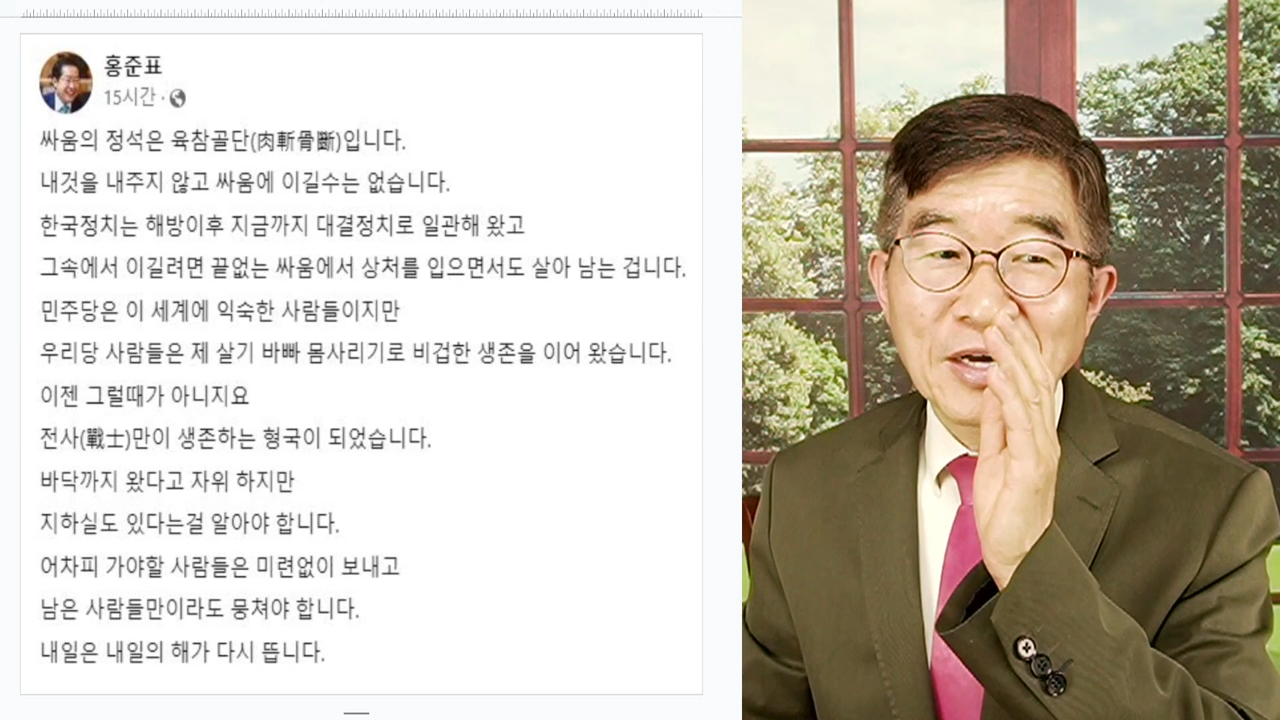 홍준표
15시간 ·
싸움의 정석은 육참골단(肉斬骨斷)입니다.
내것을 내주지 않고 싸움에 이길수는 없습니다.
한국정치는 해방이후 지금까지 대결정치로 일관해 왔고
그속에서 이길려면 끝없는 싸움에서 상처를 입으면서도 살아 남는 겁니다.
민주당은 이 세계에 익숙한 사람들이지만
우리당 사람들은 제 살기 바빠 몸사리기로 비겁한 생존을 이어 왔습니다.
이젠 그럴때가 아니지요
전사(戰士)만이 생존하는 형국이 되었습니다.
바닥까지 왔다고 자위 하지만
지하실도 있다는걸 알아야 합니다.
어차피 가야할 사람들은 미련없이 보내고
남은 사람들만이라도 뭉쳐야 합니다.
내일은 내일의 해가 다시 뜹니다.